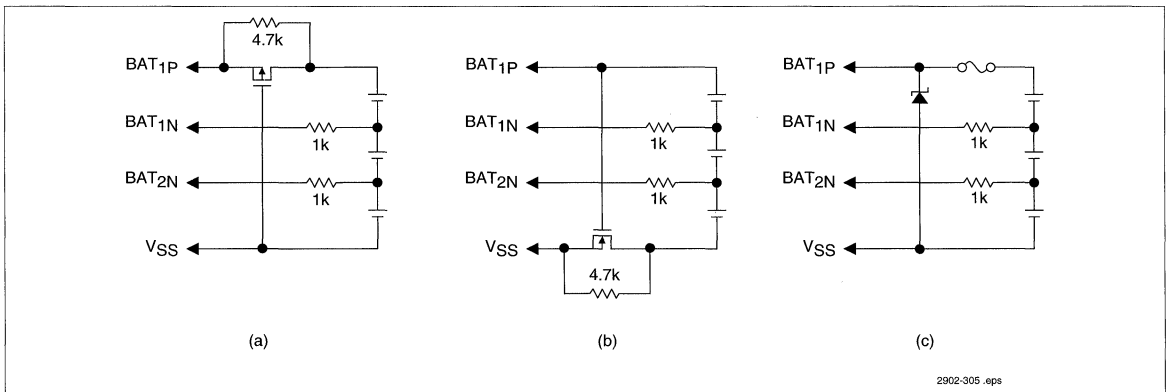 4.7k
BAT1P
BAT1N
1k
BAT2N
1k
VSS
(a)
BAT1P
BAT1N
1k
BAT2N
1k
VSS
4.7k
(b)
BAT1P
BAT1N
1k
BAT2N
1k
VSS
(c)
2902-305 .eps